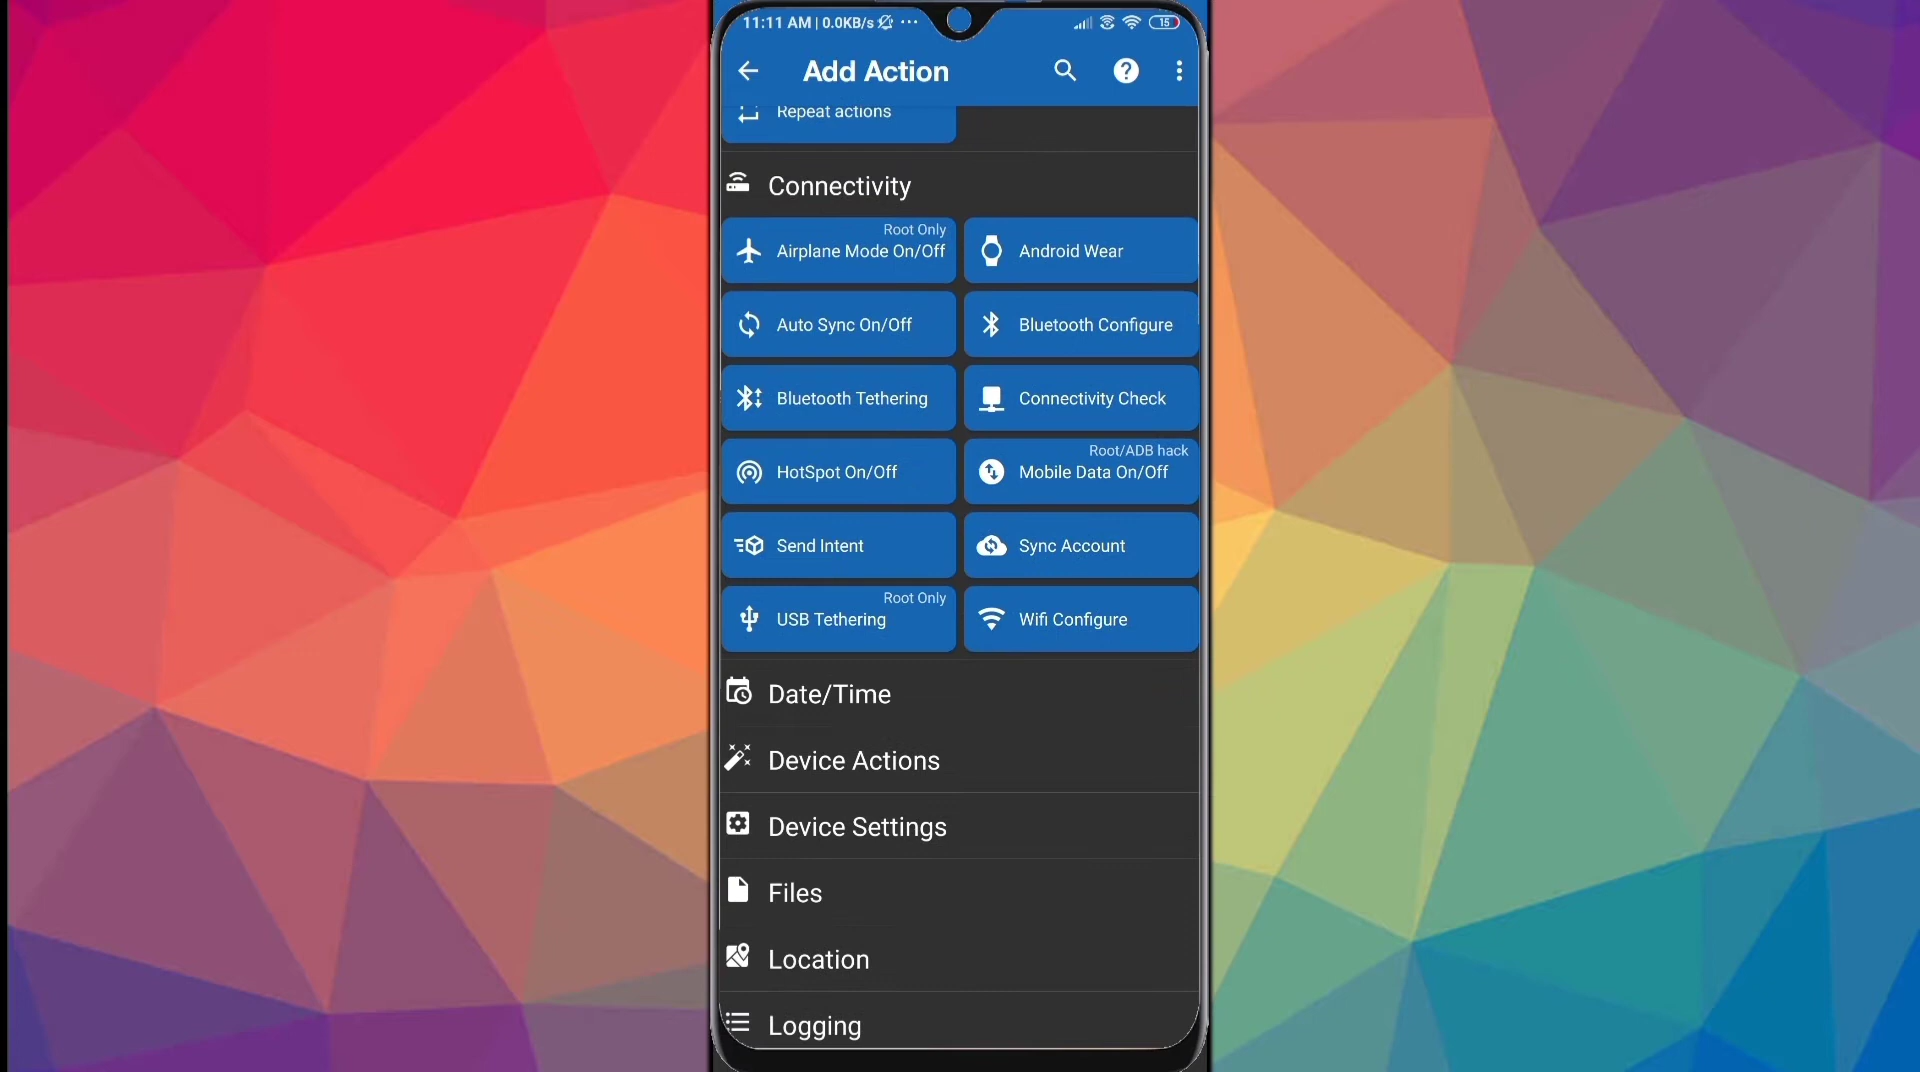 11:11 AM | 0.0KB/s ...
15
Add Action
Repeat actions
Connectivity
Root Only
Airplane Mode On/Off
Android Wear
Auto Sync On/Off
Bluetooth Configure
Bluetooth Tethering
Connectivity Check
HotSpot On/Off
Root/ADB hack
Mobile Data On/Off
Send Intent
Sync Account
Root Only
USB Tethering
Wifi Configure
Date/Time
Device Actions
Device Settings
Files
Location
Logging